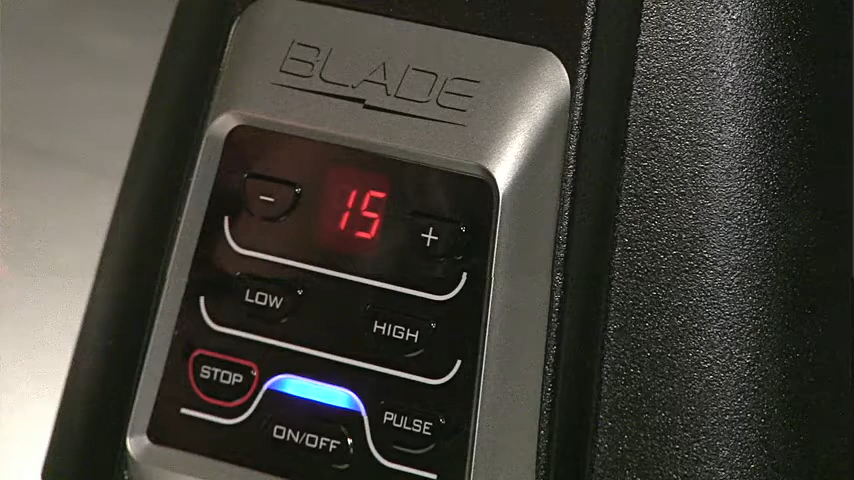 BLADE
- 15 +
LOW HIGH
STOP
ON/OFF PULSE